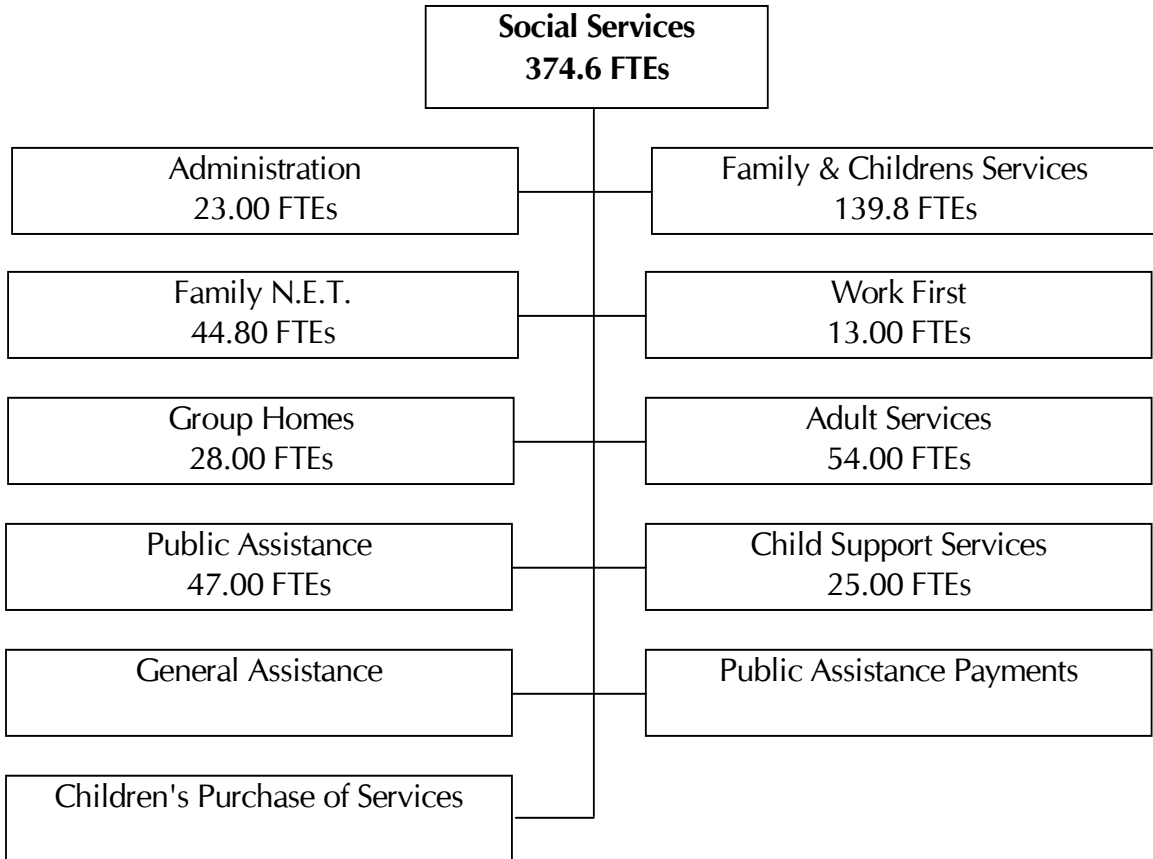 Social Services
374.6 FTEs
Administration
23.00 FTEs
Family & Childrens Services
139.8 FTEs
Family N.E.T.
44.80 FTEs
Work First
13.00 FTEs
Group Homes
28.00 FTEs
Adult Services
54.00 FTEs
Public Assistance
47.00 FTEs
Child Support Services
25.00 FTEs
General Assistance
Public Assistance Payments
Children's Purchase of Services